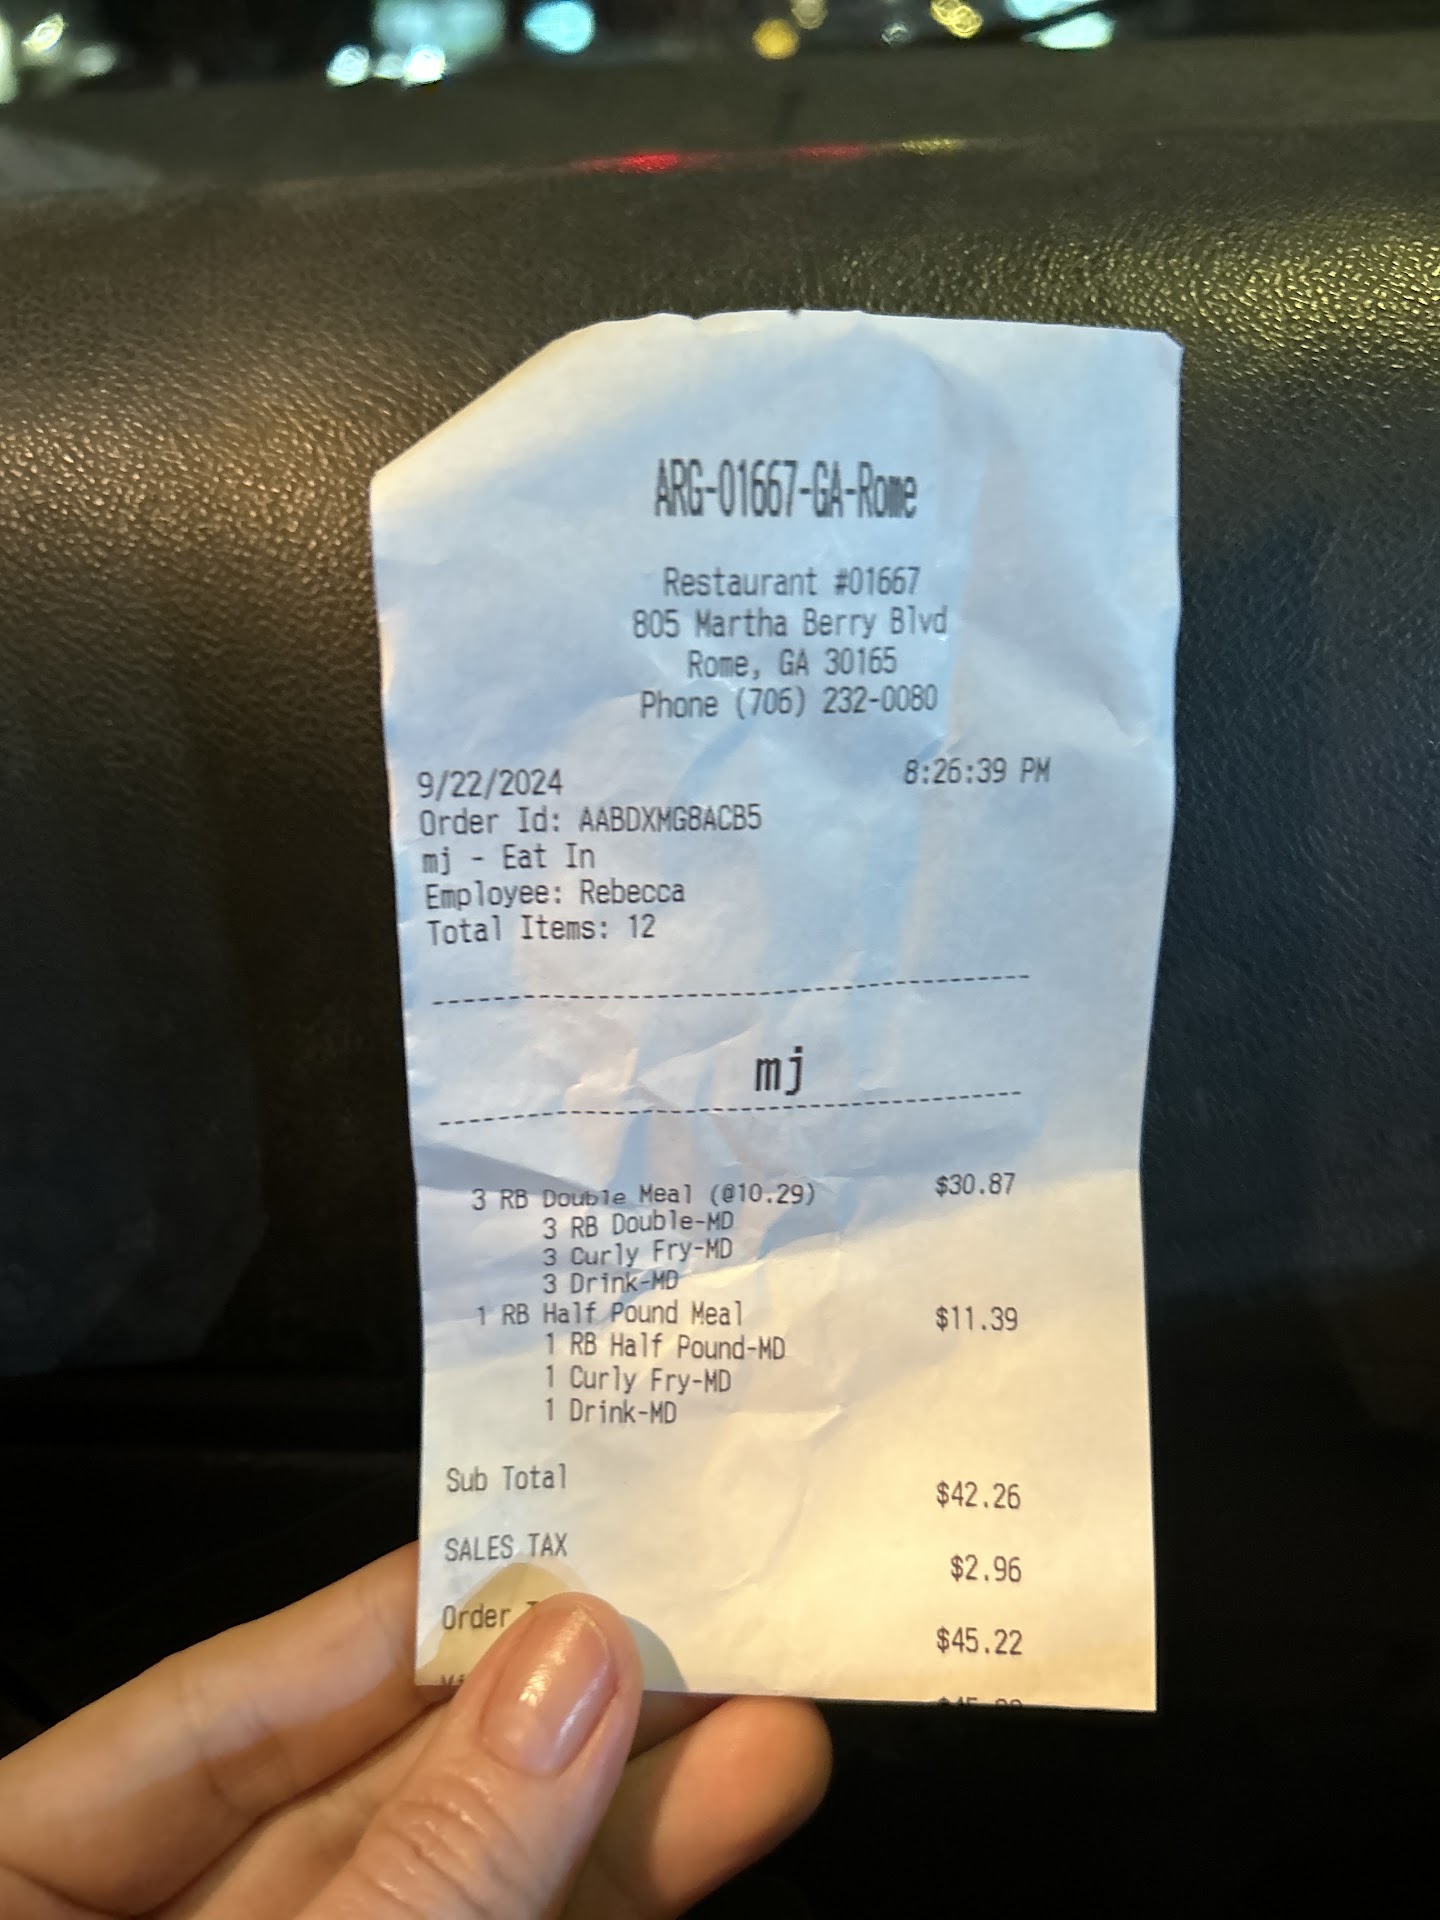 ARG-01667-GA-Rome
Restaurant #01667
805 Martha Berry Blvd
Rome, GA 30165
Phone (706) 232-0080
9/22/2024 8:26:39 PM
Order Id: AABDXMG8ACB5
mj - Eat In
Employee: Rebecca
Total Items: 12
mj
3 RB Double Meal (@10.29) $30.87
3 RB Double-MD
3 Curly Fry-MD
3 Drink-MD
1 RB Half Pound Meal $11.39
1 RB Half Pound-MD
1 Curly Fry-MD
1 Drink-MD
Sub Total $42.26
SALES TAX $2.96
Order $45.22